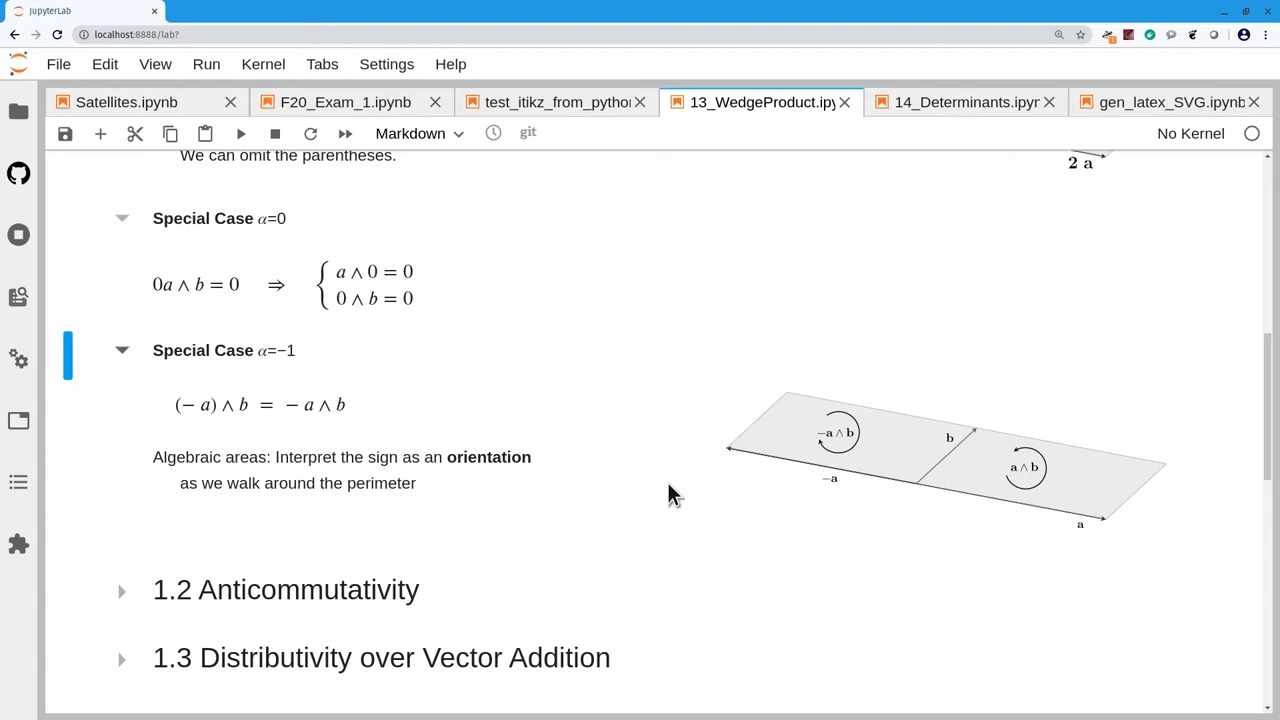 JupyterLab
localhost:8888/lab?
File Edit View Run Kernel Tabs Settings Help
Satellites.ipynb F20_Exam_1.ipynb test_itikz_from_python 13_WedgeProduct.ipy 14_Determinants.ipyn gen_latex_SVG.ipynb
Markdown git No Kernel
We can omit the parentheses.
2 a
Special Case α=0
0a ∧ b = 0 ⇒ { a ∧ 0 = 0
0 ∧ b = 0
Special Case α=−1
(− a) ∧ b = − a ∧ b
Algebraic areas: Interpret the sign as an orientation
as we walk around the perimeter
−a ∧ b
b
a ∧ b
−a
a
1.2 Anticommutativity
1.3 Distributivity over Vector Addition